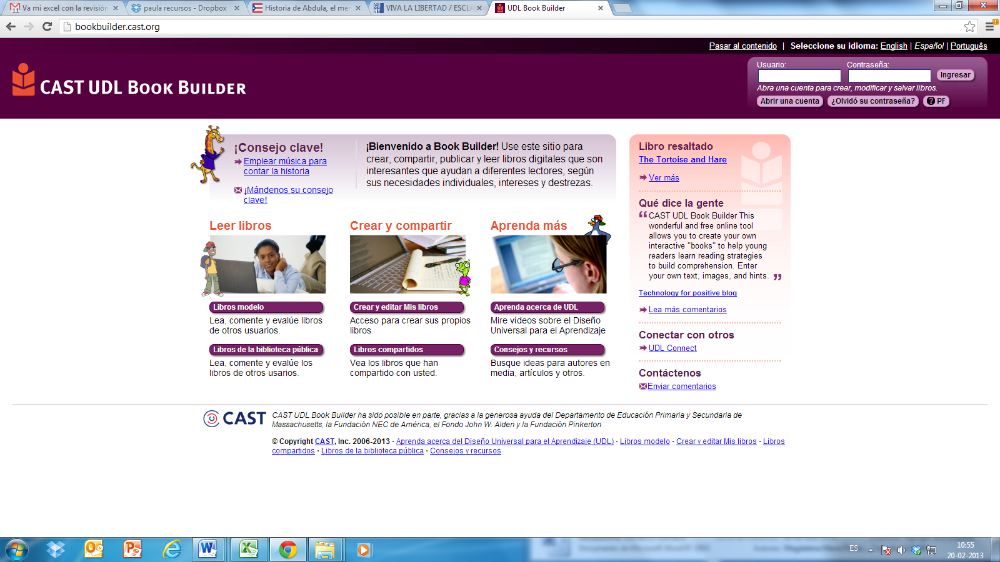 Va mi excel con la revisión
paula recursos - Dropbox
Historia de Abdula, el mer
VIVA LA LIBERTAD / ESCLA
UDL Book Builder
bookbuilder.cast.org
Pasar al contenido | Seleccione su idioma: English | Español | Português
CAST UDL Book Builder
Usuario: Contraseña:
Ingresar
Abra una cuenta para crear, modificar y salvar libros.
Abrir una cuenta ¿Olvidó su contraseña? ? PF
¡Consejo clave!
Emplear música para
contar la historia
¡Mándenos su consejo
clave!
¡Bienvenido a Book Builder! Use este sitio para
crear, compartir, publicar y leer libros digitales que son
interesantes que ayudan a diferentes lectores, según
sus necesidades individuales, intereses y destrezas.
Leer libros
Libros modelo
Lea, comente y evalúe libros
de otros usuarios.
Libros de la biblioteca pública
Lea, comente y evalúe los
libros de otros usarios.
Crear y compartir
Crear y editar Mis libros
Acceso para crear sus propios
libros
Libros compartidos
Vea los libros que han
compartido con usted.
Aprenda más
Aprenda acerca de UDL
Mire vídeos sobre el Diseño
Universal para el Aprendizaje
Consejos y recursos
Busque ideas para autores en
media, artículos y otros.
Libro resaltado
The Tortoise and Hare
Ver más
Qué dice la gente
“ CAST UDL Book Builder This
wonderful and free online tool
allows you to create your own
interactive "books" to help young
readers learn reading strategies
to build comprehension. Enter
your own text, images, and hints. ”
Technology for positive blog
Lea más comentarios
Conectar con otros
UDL Connect
Contáctenos
Enviar comentarios
CAST
CAST UDL Book Builder ha sido posible en parte, gracias a la generosa ayuda del Departamento de Educación Primaria y Secundaria de
Massachusetts, la Fundación NEC de América, el Fondo John W. Alden y la Fundación Pinkerton
© Copyright CAST, Inc. 2006-2013 · Aprenda acerca del Diseño Universal para el Aprendizaje (UDL) · Libros modelo · Crear y editar Mis libros · Libros
compartidos · Libros de la biblioteca pública · Consejos y recursos
ES
10:55
20-02-2013